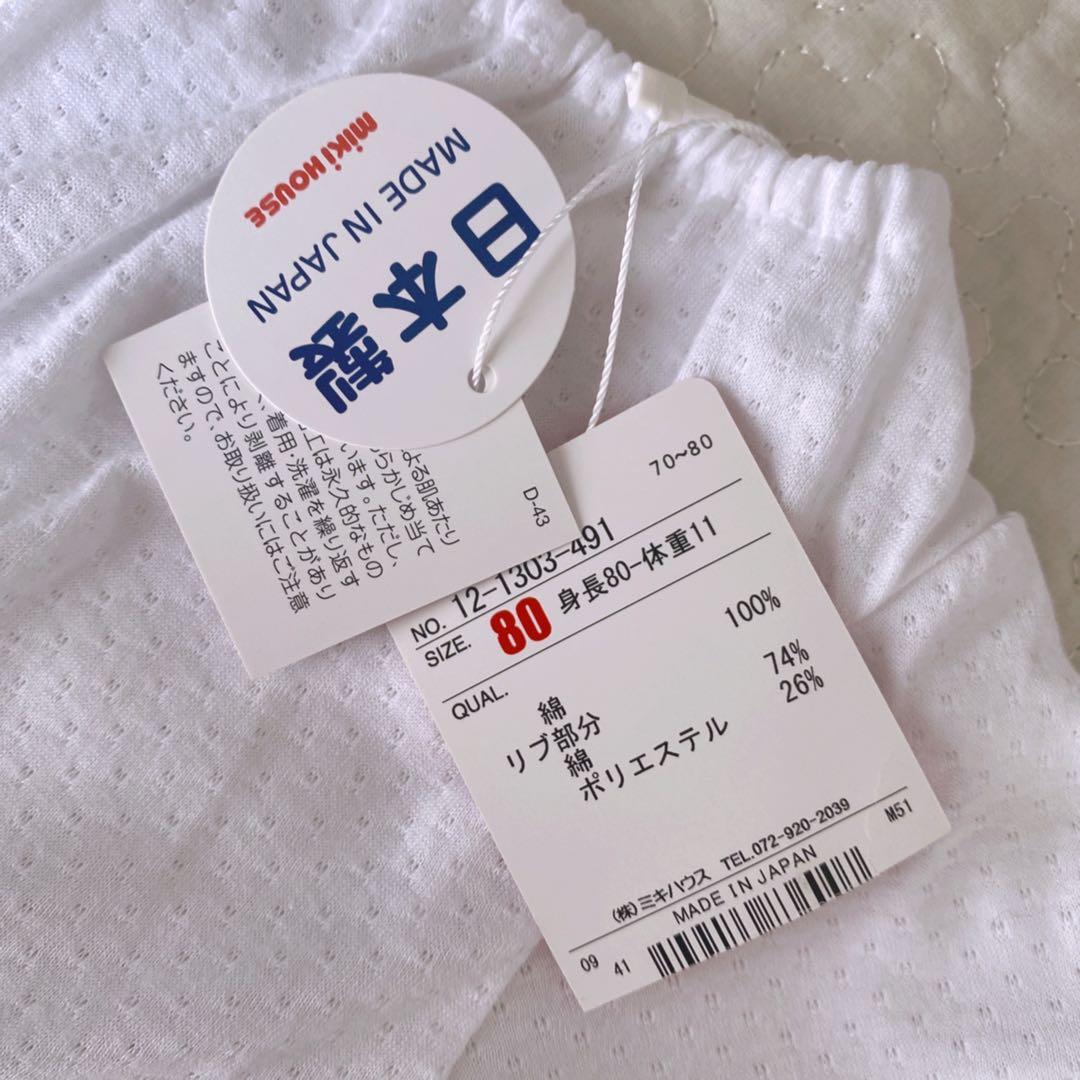 miki HOUSE
MADE IN JAPAN
日本製
よる肌あたり
らかじめ当て
います。ただし、
工は永久的なもの
、着用・洗濯を繰り返す
ことにより剥離することがあり
ますので、お取り扱いにはご注意
ください。
D-43
70~80
NO. 12-1303-491
SIZE. 80 身長80-体重11
QUAL.
綿 100%
リブ部分
綿 74%
ポリエステル 26%
(株)ミキハウス TEL.072-920-2039
MADE IN JAPAN
M51
09 41